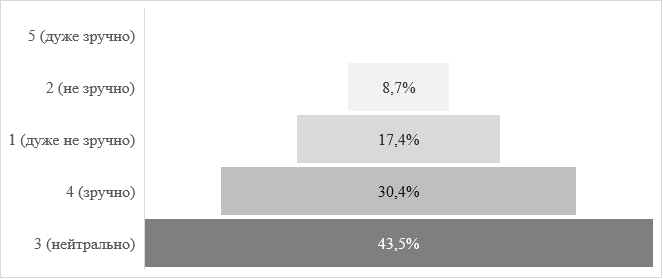 5 (дуже зручно)
2 (не зручно) 8,7%
1 (дуже не зручно) 17,4%
4 (зручно) 30,4%
3 (нейтрально) 43,5%